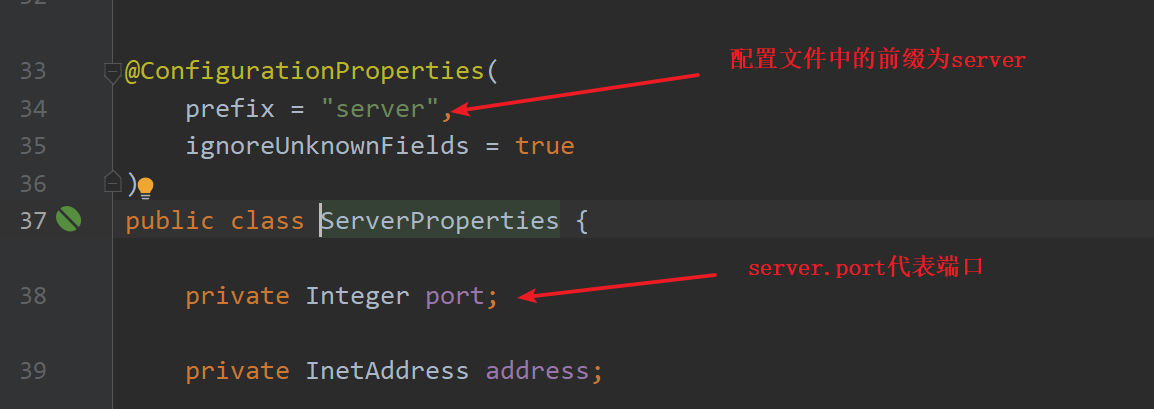 33 @ConfigurationProperties(
配置文件中的前缀为server
34 prefix = "server",
35 ignoreUnknownFields = true
36 )
37 public class ServerProperties {
server.port代表端口
38 private Integer port;
39 private InetAddress address;